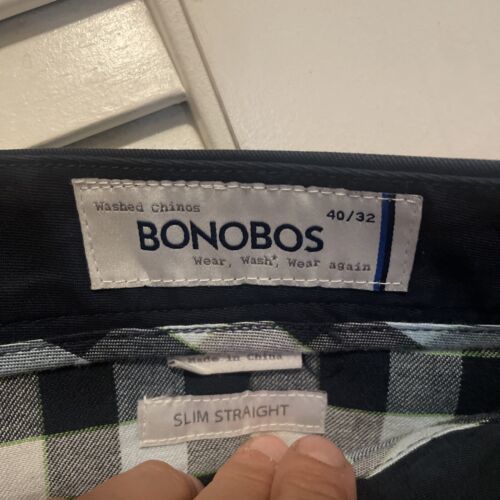 Washed Chinos
40/32
BONOBOS
Wear, Wash*, Wear again
Made in China
SLIM STRAIGHT